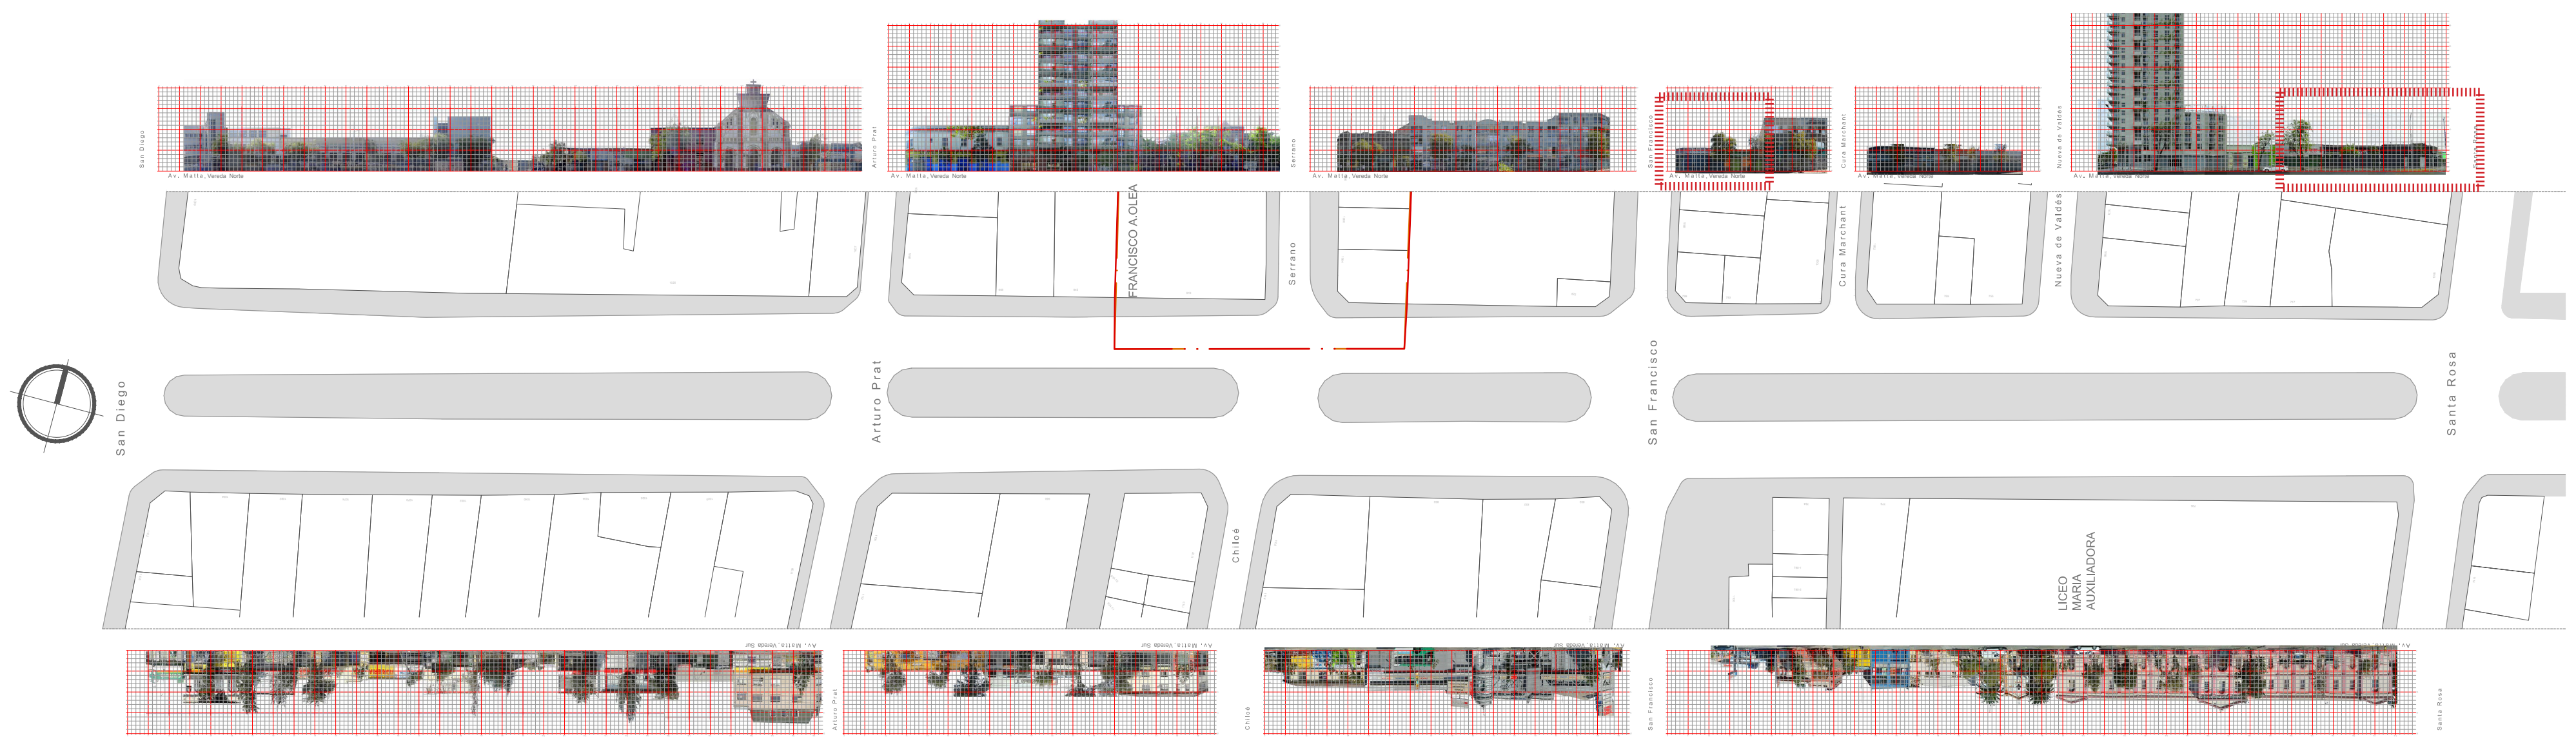 San Diego
Av. Matta, Vereda Norte
Arturo Prat
Av. Matta, Vereda Norte
Serrano
Av. Matta, Vereda Norte
San Francisco
Av. Matta, Vereda Norte
Cura Marchant
Av. Matta, Vereda Norte
Nueva de Valdés
Av. Matta, Vereda Norte
Santa Rosa
FRANCISCO A.OLEA
Serrano
Cura Marchant
Nueva de Valdés
San Diego
Arturo Prat
San Francisco
Santa Rosa
Chiloé
LICEO
MARIA
AUXILIADORA
Av. Matta, Vereda
Sur
Arturo Prat
Av. Matta, Vereda
Sur
Chiloé
Av. Matta, Vereda
Sur
San Francisco
Av. Matta, Vereda
Sur
Santa Rosa